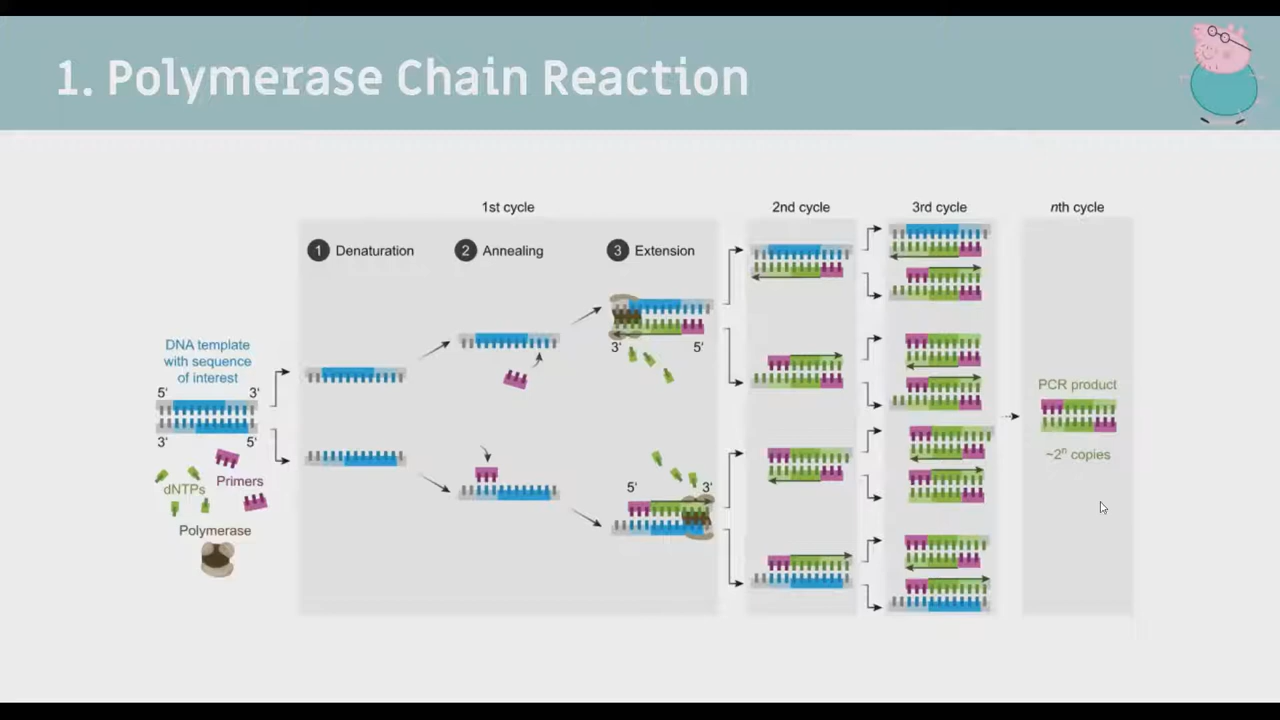 1. Polymerase Chain Reaction
1st cycle
2nd cycle
3rd cycle
nth cycle
1 Denaturation
2 Annealing
3 Extension
DNA template
with sequence
of interest
5' 3'
3' 5'
Primers
dNTPs
Polymerase
3' 5'
5' 3'
PCR product
~2ⁿ copies